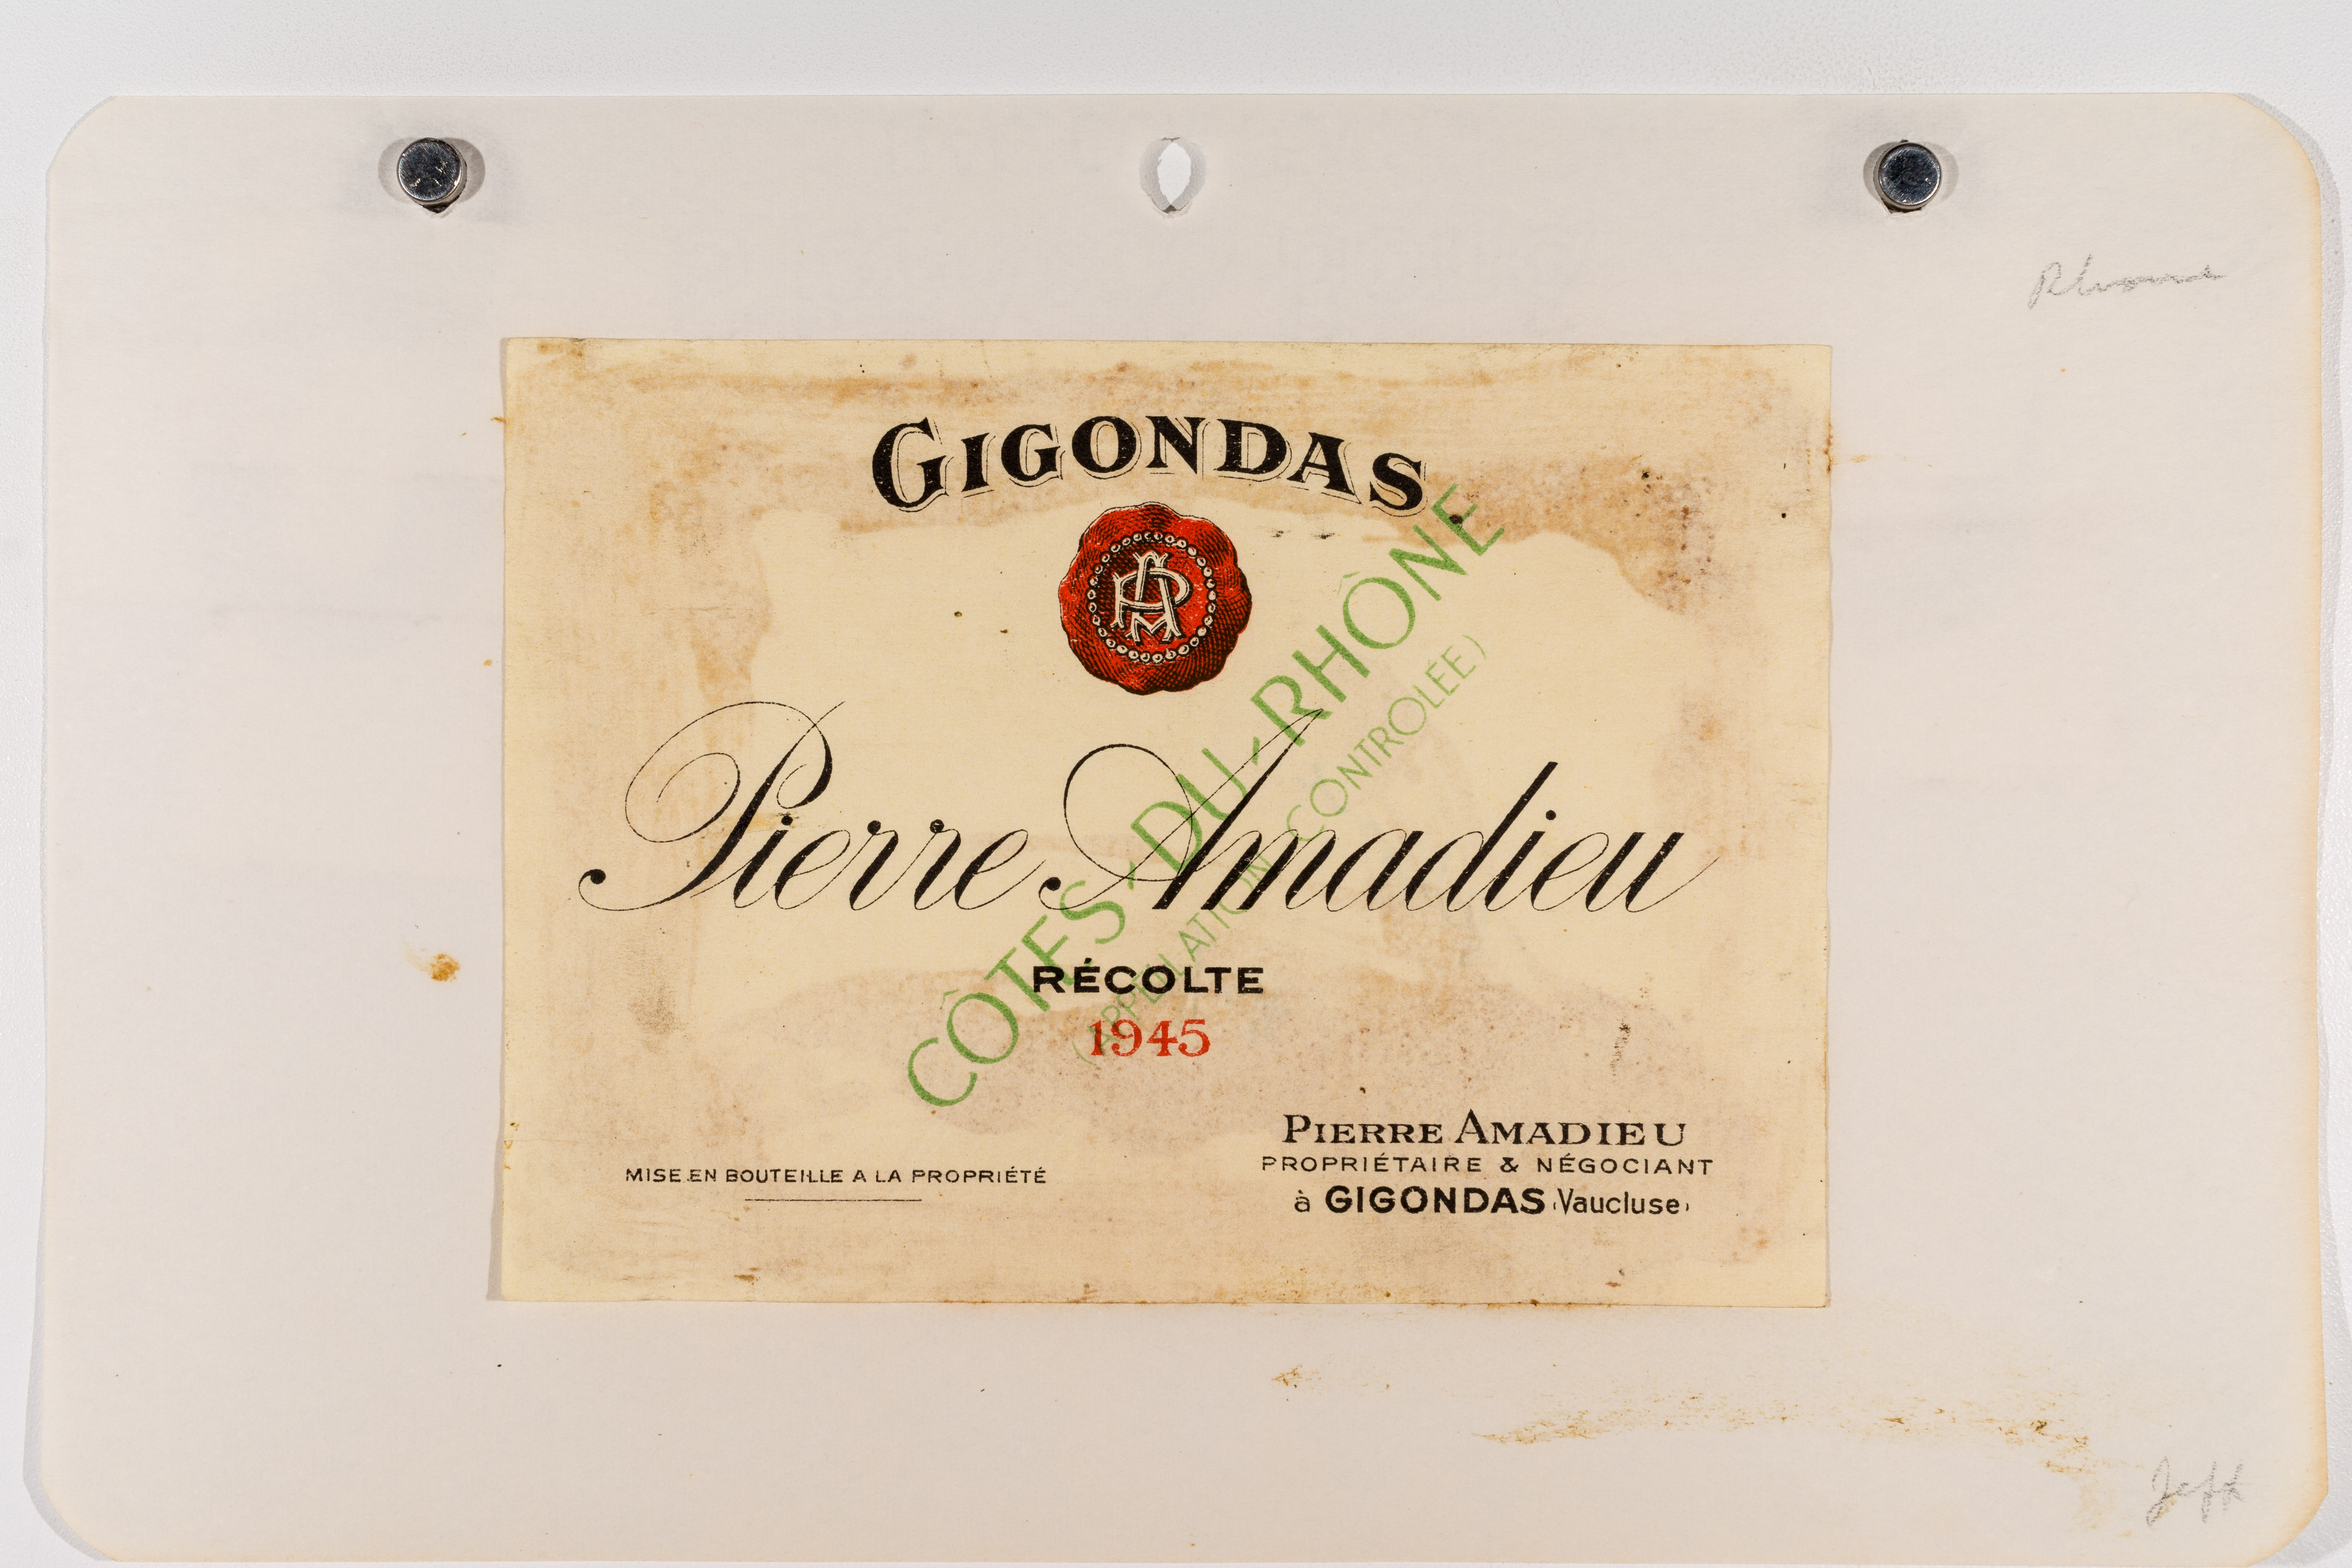 Rhone
GIGONDAS
PAM
Pierre Amadieu
CÔTES-DU-RHÔNE
(APPELLATION CONTROLÉE)
RÉCOLTE
1945
MISE EN BOUTEILLE A LA PROPRIÉTÉ
PIERRE AMADIEU
PROPRIÉTAIRE & NÉGOCIANT
à GIGONDAS (Vaucluse)
Jeff